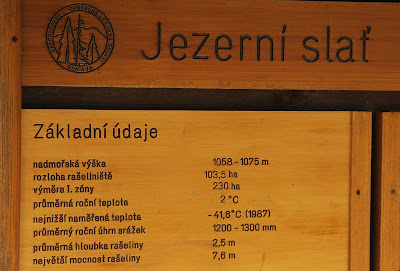 Jezerní slať
ŠUMAVA
Základní údaje
nadmořská výška 1058 - 1075 m
rozloha rašeliniště 103,5 ha
výměra I. zóny 230 ha
průměrná roční teplota 2 °C
nejnižší naměřená teplota - 41,6°C (1987)
průměrný roční úhrn srážek 1200 - 1300 mm
průměrná hloubka rašeliny 2,5 m
největší mocnost rašeliny 7,6 m